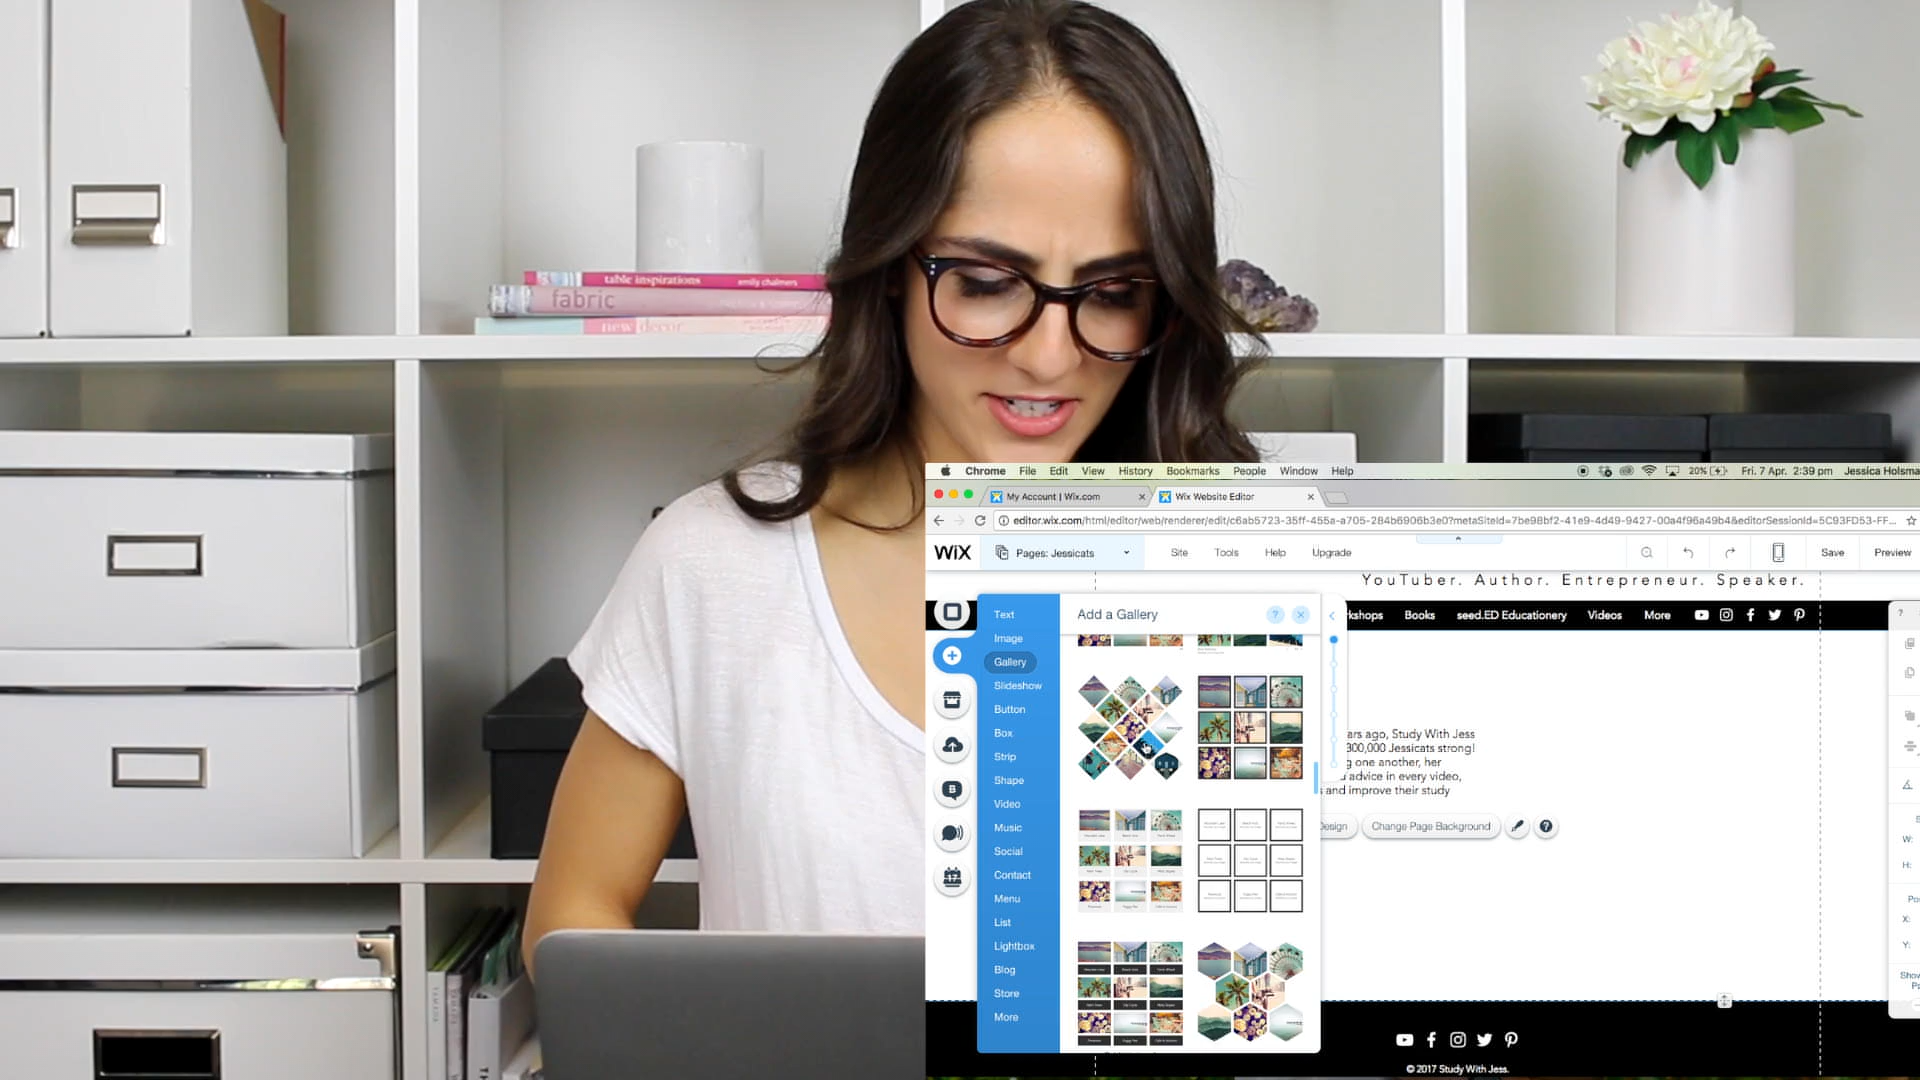 table inspirations emily chalmers
fabric
new decor
Chrome File Edit View History Bookmarks People Window Help
20% Fri. 7 Apr. 2:39 pm Jessica Holsma
My Account | Wix.com
Wix Website Editor
editor.wix.com/html/editor/web/renderer/edit/c6ab5723-35ff-455a-a705-284b6906b3e0?metaSiteId=7be98bf2-41e9-4d49-9427-00a4f96a49b4&editorSessionId=5C93FD53-FF...
WiX Pages: Jessicats Site Tools Help Upgrade Save Preview
YouTuber. Author. Entrepreneur. Speaker.
kshops Books seed.ED Educationery Videos More
Add a Gallery
Text
Image
Gallery
Slideshow
Button
Box
Strip
Shape
Video
Music
Social
Contact
Menu
List
Lightbox
Blog
Store
More
ars ago, Study With Jess
300,000 Jessicats strong!
g one another, her
advice in every video,
and improve their study
Design
Change Page Background
W:
H:
Po
X:
Y:
Show
© 2017 Study With Jess.